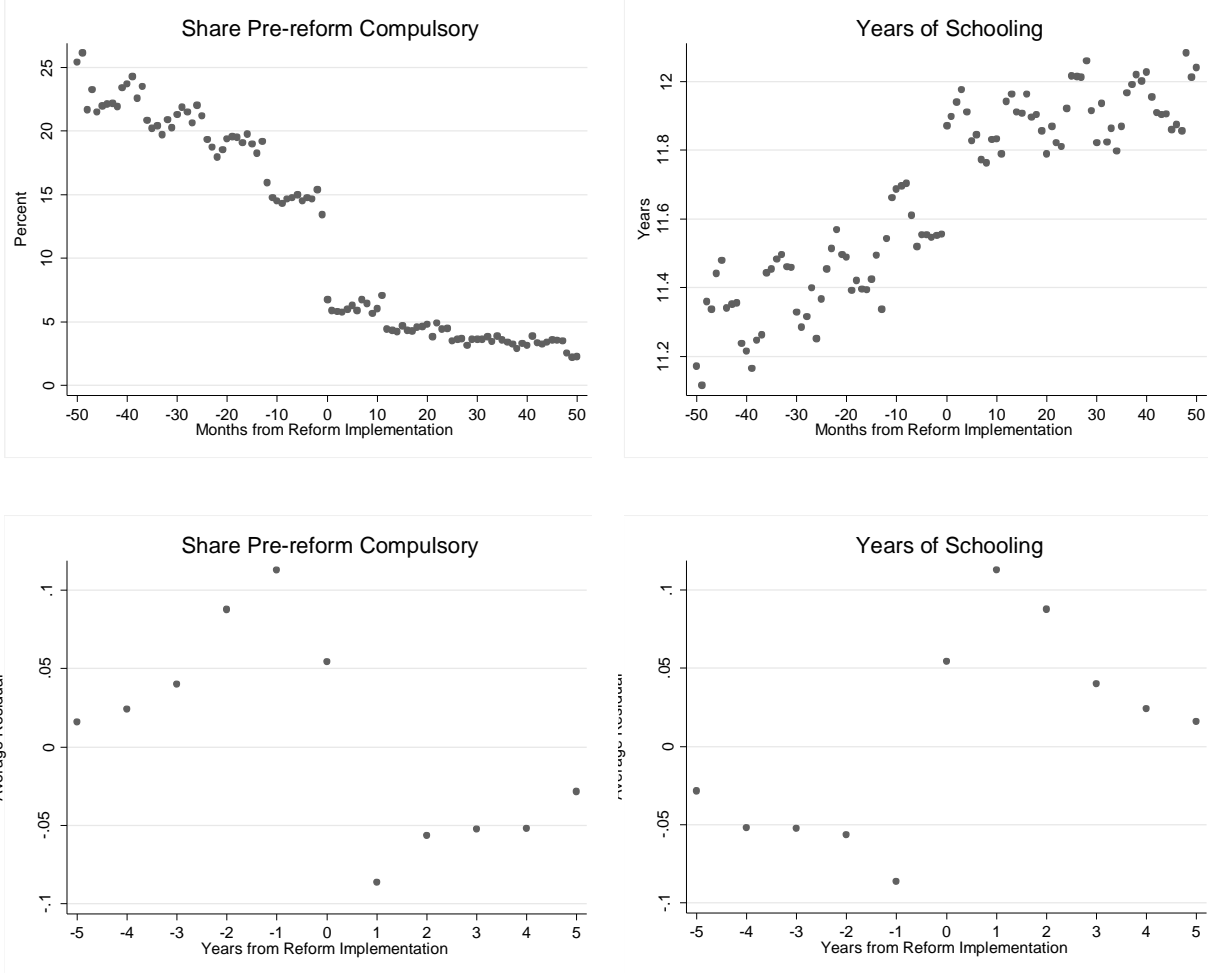 Share Pre-reform Compulsory
Percent
25
20
15
10
5
0
-50 -40 -30 -20 -10 0 10 20 30 40 50
Months from Reform Implementation
Years of Schooling
Years
12
11.8
11.6
11.4
11.2
-50 -40 -30 -20 -10 0 10 20 30 40 50
Months from Reform Implementation
Share Pre-reform Compulsory
Average Residual
.1
.05
0
-.05
-.1
-5 -4 -3 -2 -1 0 1 2 3 4 5
Years from Reform Implementation
Years of Schooling
Average Residual
.1
.05
0
-.05
-.1
-5 -4 -3 -2 -1 0 1 2 3 4 5
Years from Reform Implementation